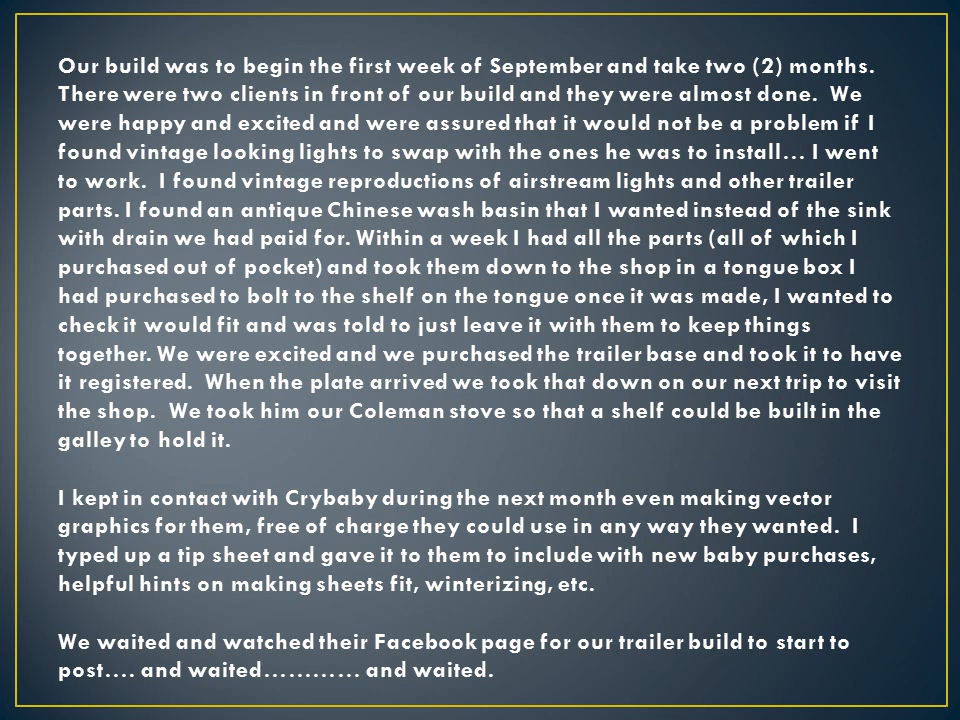 Our build was to begin the first week of September and take two (2) months.
There were two clients in front of our build and they were almost done.  We
were happy and excited and were assured that it would not be a problem if I
found vintage looking lights to swap with the ones he was to install… I went
to work.  I found vintage reproductions of airstream lights and other trailer
parts. I found an antique Chinese wash basin that I wanted instead of the sink
with drain we had paid for. Within a week I had all the parts (all of which I
purchased out of pocket) and took them down to the shop in a tongue box I
had purchased to bolt to the shelf on the tongue once it was made, I wanted to
check it would fit and was told to just leave it with them to keep things
together. We were excited and we purchased the trailer base and took it to have
it registered.  When the plate arrived we took that down on our next trip to visit
the shop.  We took him our Coleman stove so that a shelf could be built in the
galley to hold it.

I kept in contact with Crybaby during the next month even making vector
graphics for them, free of charge they could use in any way they wanted.  I
typed up a tip sheet and gave it to them to include with new baby purchases,
helpful hints on making sheets fit, winterizing, etc.

We waited and watched their Facebook page for our trailer build to start to
post…. and waited………… and waited.